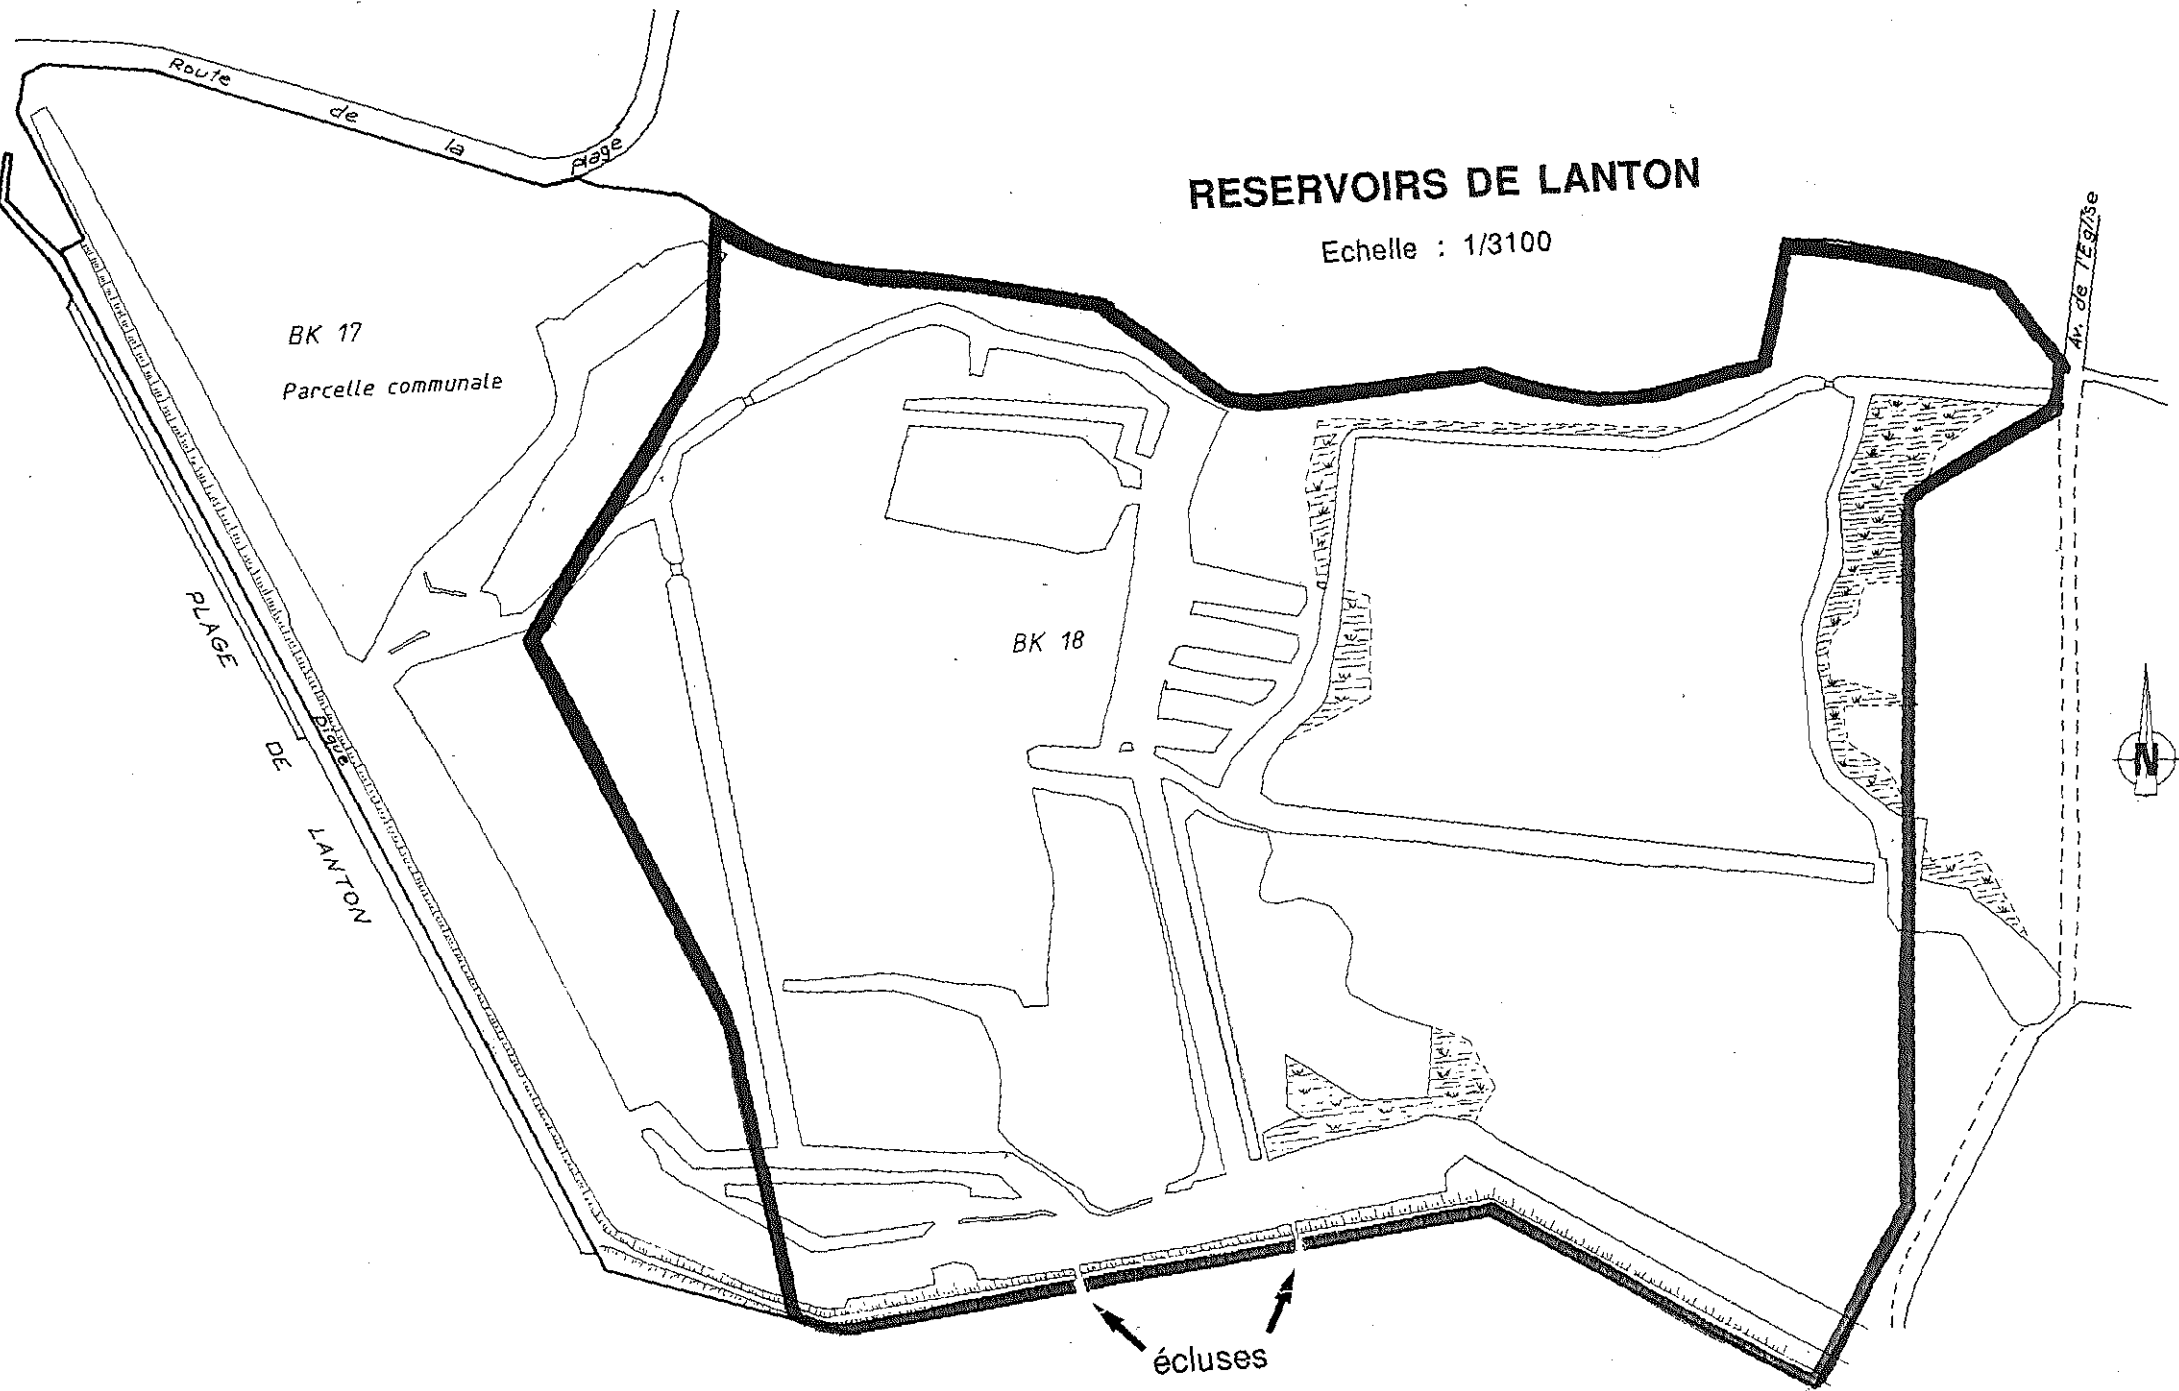 Route de la plage
RESERVOIRS DE LANTON
Echelle : 1/3100
Av. de l'Eglise
BK 17
Parcelle communale
BK 18
PLAGE DE LANTON
Digue
N
écluses